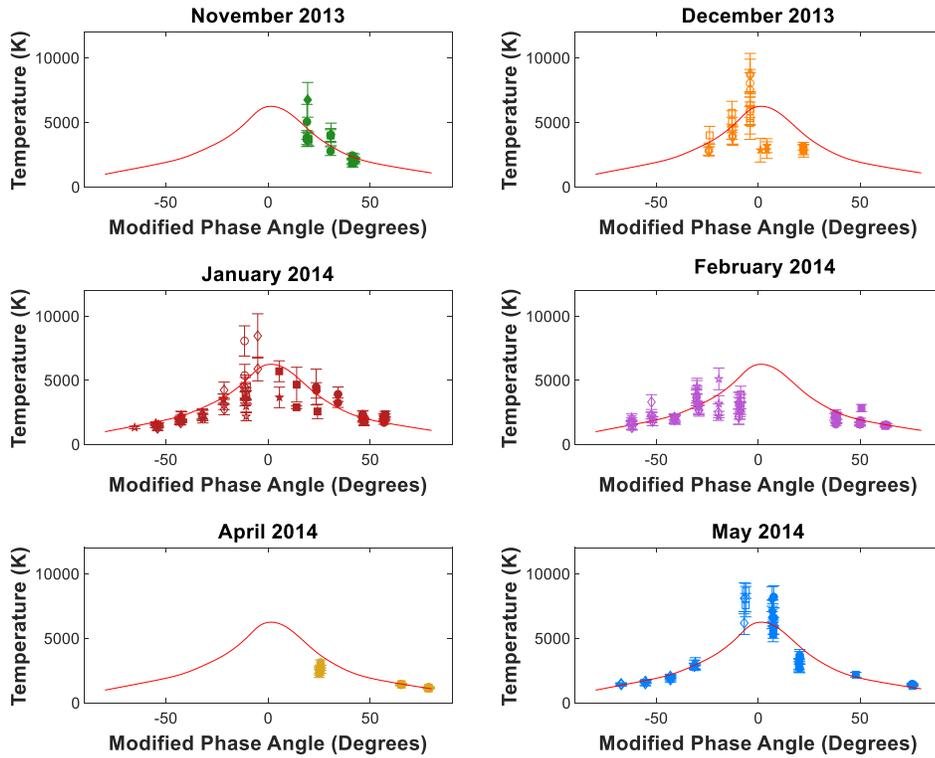 November 2013
December 2013
Temperature (K)
10000
5000
0
-50 0 50
Modified Phase Angle (Degrees)
Temperature (K)
10000
5000
0
-50 0 50
Modified Phase Angle (Degrees)
January 2014
February 2014
Temperature (K)
10000
5000
0
-50 0 50
Modified Phase Angle (Degrees)
Temperature (K)
10000
5000
0
-50 0 50
Modified Phase Angle (Degrees)
April 2014
May 2014
Temperature (K)
10000
5000
0
-50 0 50
Modified Phase Angle (Degrees)
Temperature (K)
10000
5000
0
-50 0 50
Modified Phase Angle (Degrees)